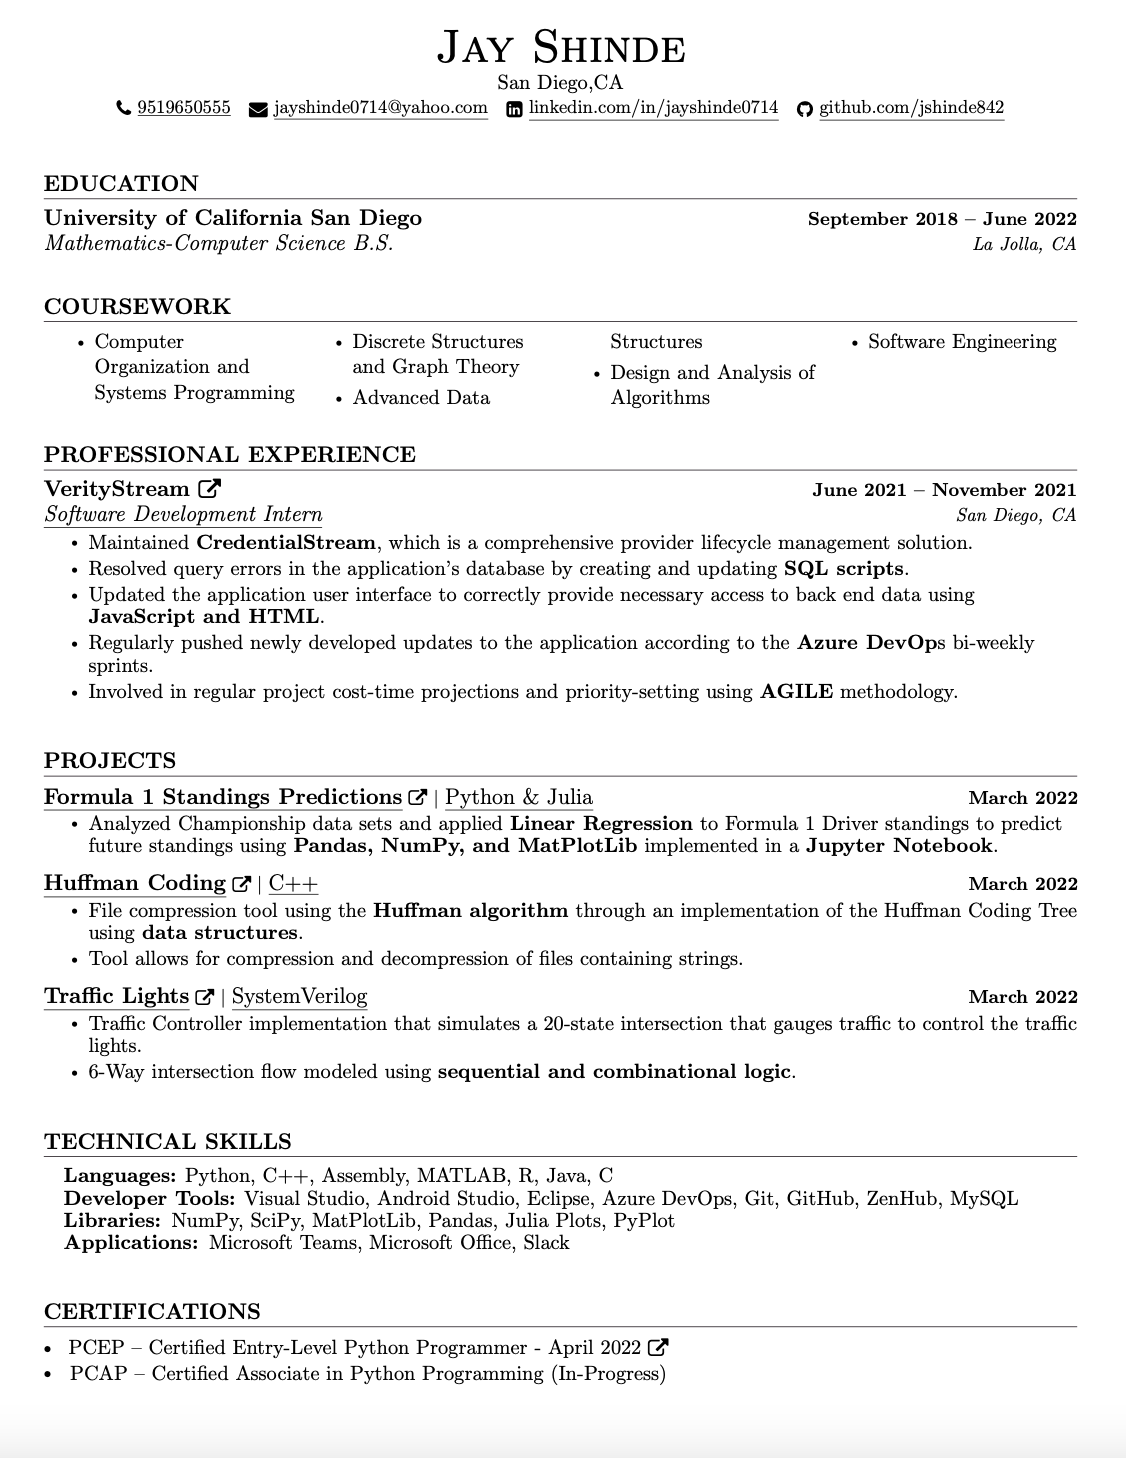 Jay Shinde
San Diego,CA
9519650555 jayshinde0714@yahoo.com linkedin.com/in/jayshinde0714 github.com/jshinde842
EDUCATION
University of California San Diego September 2018 – June 2022
Mathematics-Computer Science B.S. La Jolla, CA
COURSEWORK
• Computer
Organization and
Systems Programming
• Discrete Structures
and Graph Theory
• Advanced Data
Structures
• Design and Analysis of
Algorithms
• Software Engineering
PROFESSIONAL EXPERIENCE
VerityStream June 2021 – November 2021
Software Development Intern San Diego, CA
• Maintained CredentialStream, which is a comprehensive provider lifecycle management solution.
• Resolved query errors in the application's database by creating and updating SQL scripts.
• Updated the application user interface to correctly provide necessary access to back end data using
JavaScript and HTML.
• Regularly pushed newly developed updates to the application according to the Azure DevOps bi-weekly
sprints.
• Involved in regular project cost-time projections and priority-setting using AGILE methodology.
PROJECTS
Formula 1 Standings Predictions | Python & Julia March 2022
• Analyzed Championship data sets and applied Linear Regression to Formula 1 Driver standings to predict
future standings using Pandas, NumPy, and MatPlotLib implemented in a Jupyter Notebook.
Huffman Coding | C++ March 2022
• File compression tool using the Huffman algorithm through an implementation of the Huffman Coding Tree
using data structures.
• Tool allows for compression and decompression of files containing strings.
Traffic Lights | SystemVerilog March 2022
• Traffic Controller implementation that simulates a 20-state intersection that gauges traffic to control the traffic
lights.
• 6-Way intersection flow modeled using sequential and combinational logic.
TECHNICAL SKILLS
Languages: Python, C++, Assembly, MATLAB, R, Java, C
Developer Tools: Visual Studio, Android Studio, Eclipse, Azure DevOps, Git, GitHub, ZenHub, MySQL
Libraries: NumPy, SciPy, MatPlotLib, Pandas, Julia Plots, PyPlot
Applications: Microsoft Teams, Microsoft Office, Slack
CERTIFICATIONS
• PCEP – Certified Entry-Level Python Programmer - April 2022
• PCAP – Certified Associate in Python Programming (In-Progress)